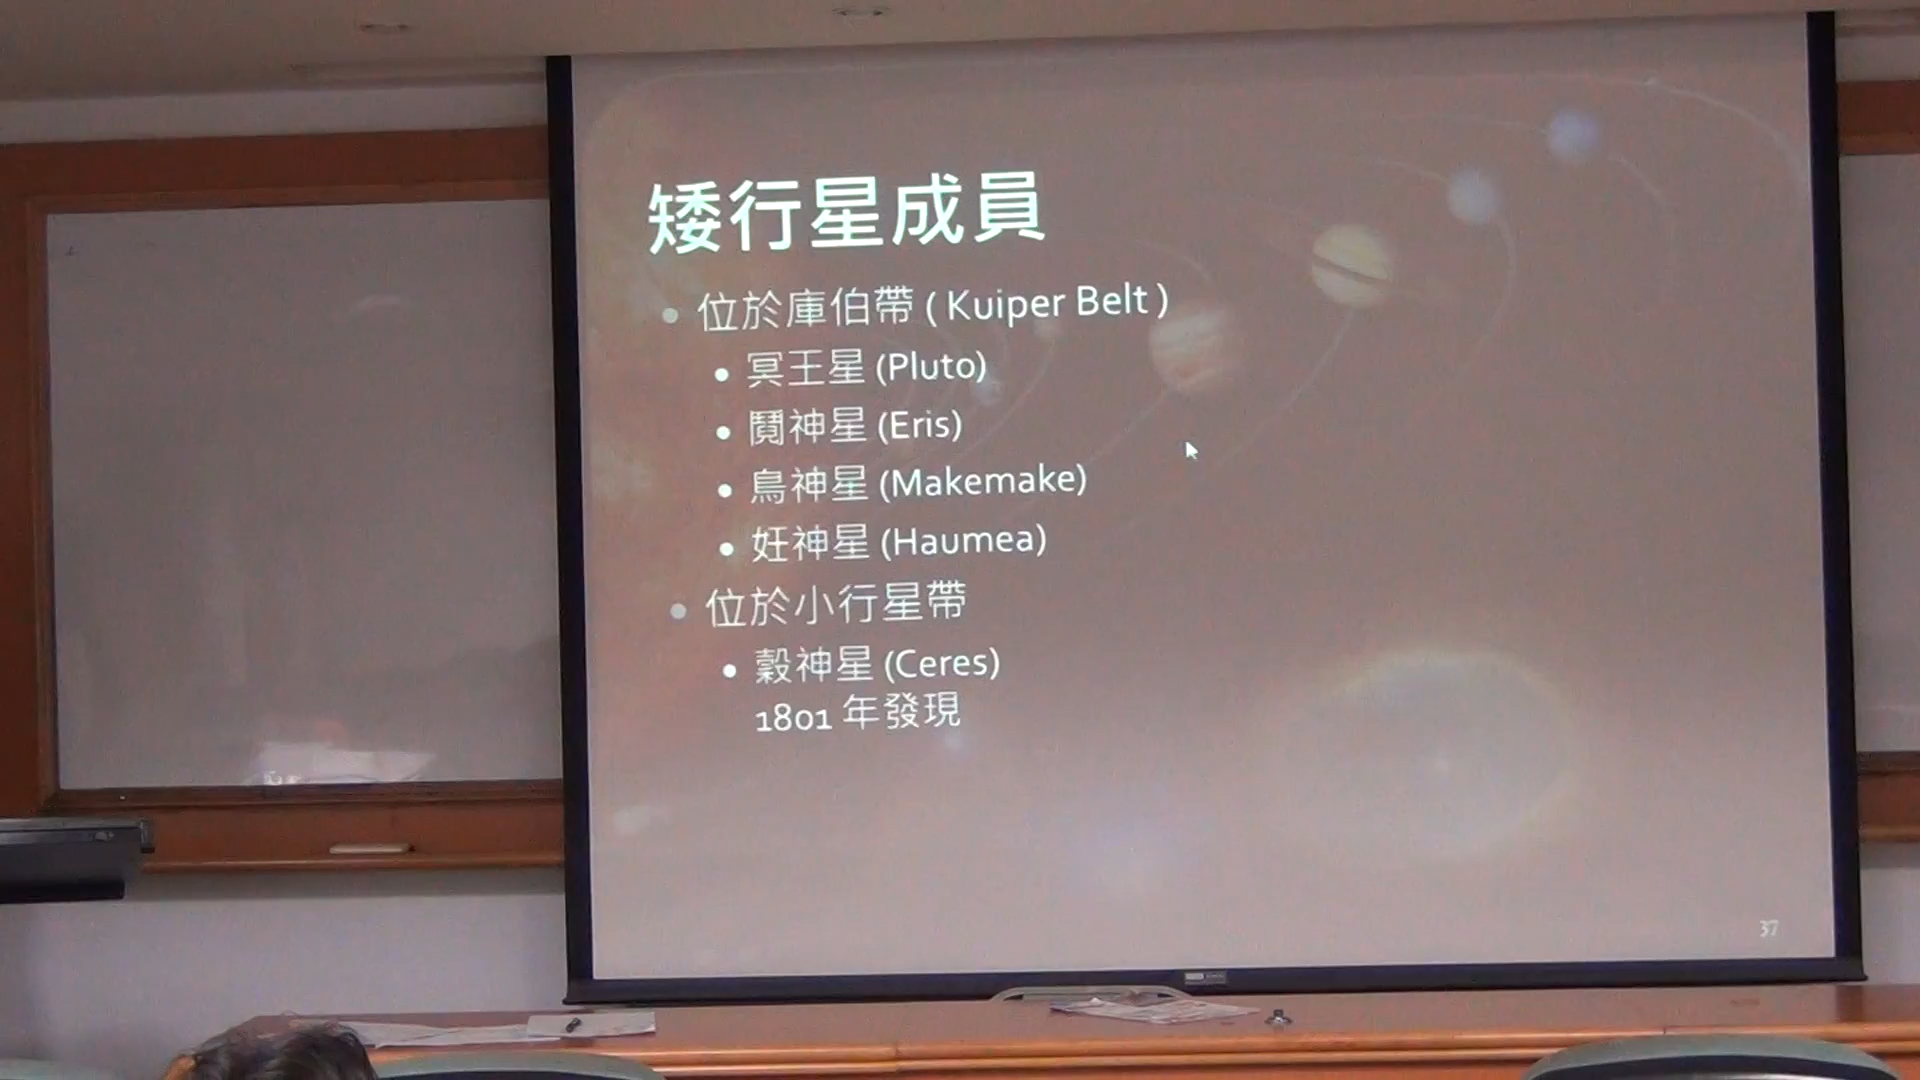 矮行星成員
位於庫伯帶 ( Kuiper Belt )
冥王星 (Pluto)
鬩神星 (Eris)
鳥神星 (Makemake)
妊神星 (Haumea)
位於小行星帶
穀神星 (Ceres)
1801 年發現
37